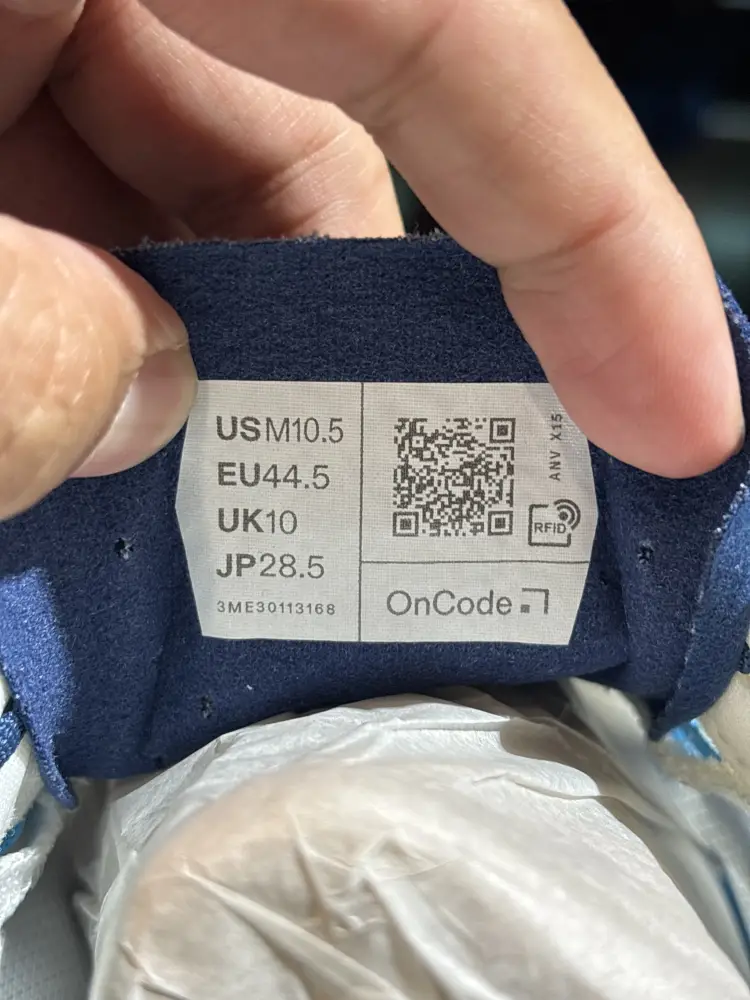 USM10.5
EU44.5
UK10
JP28.5
3ME30113168
ANV X15
RFID
OnCode